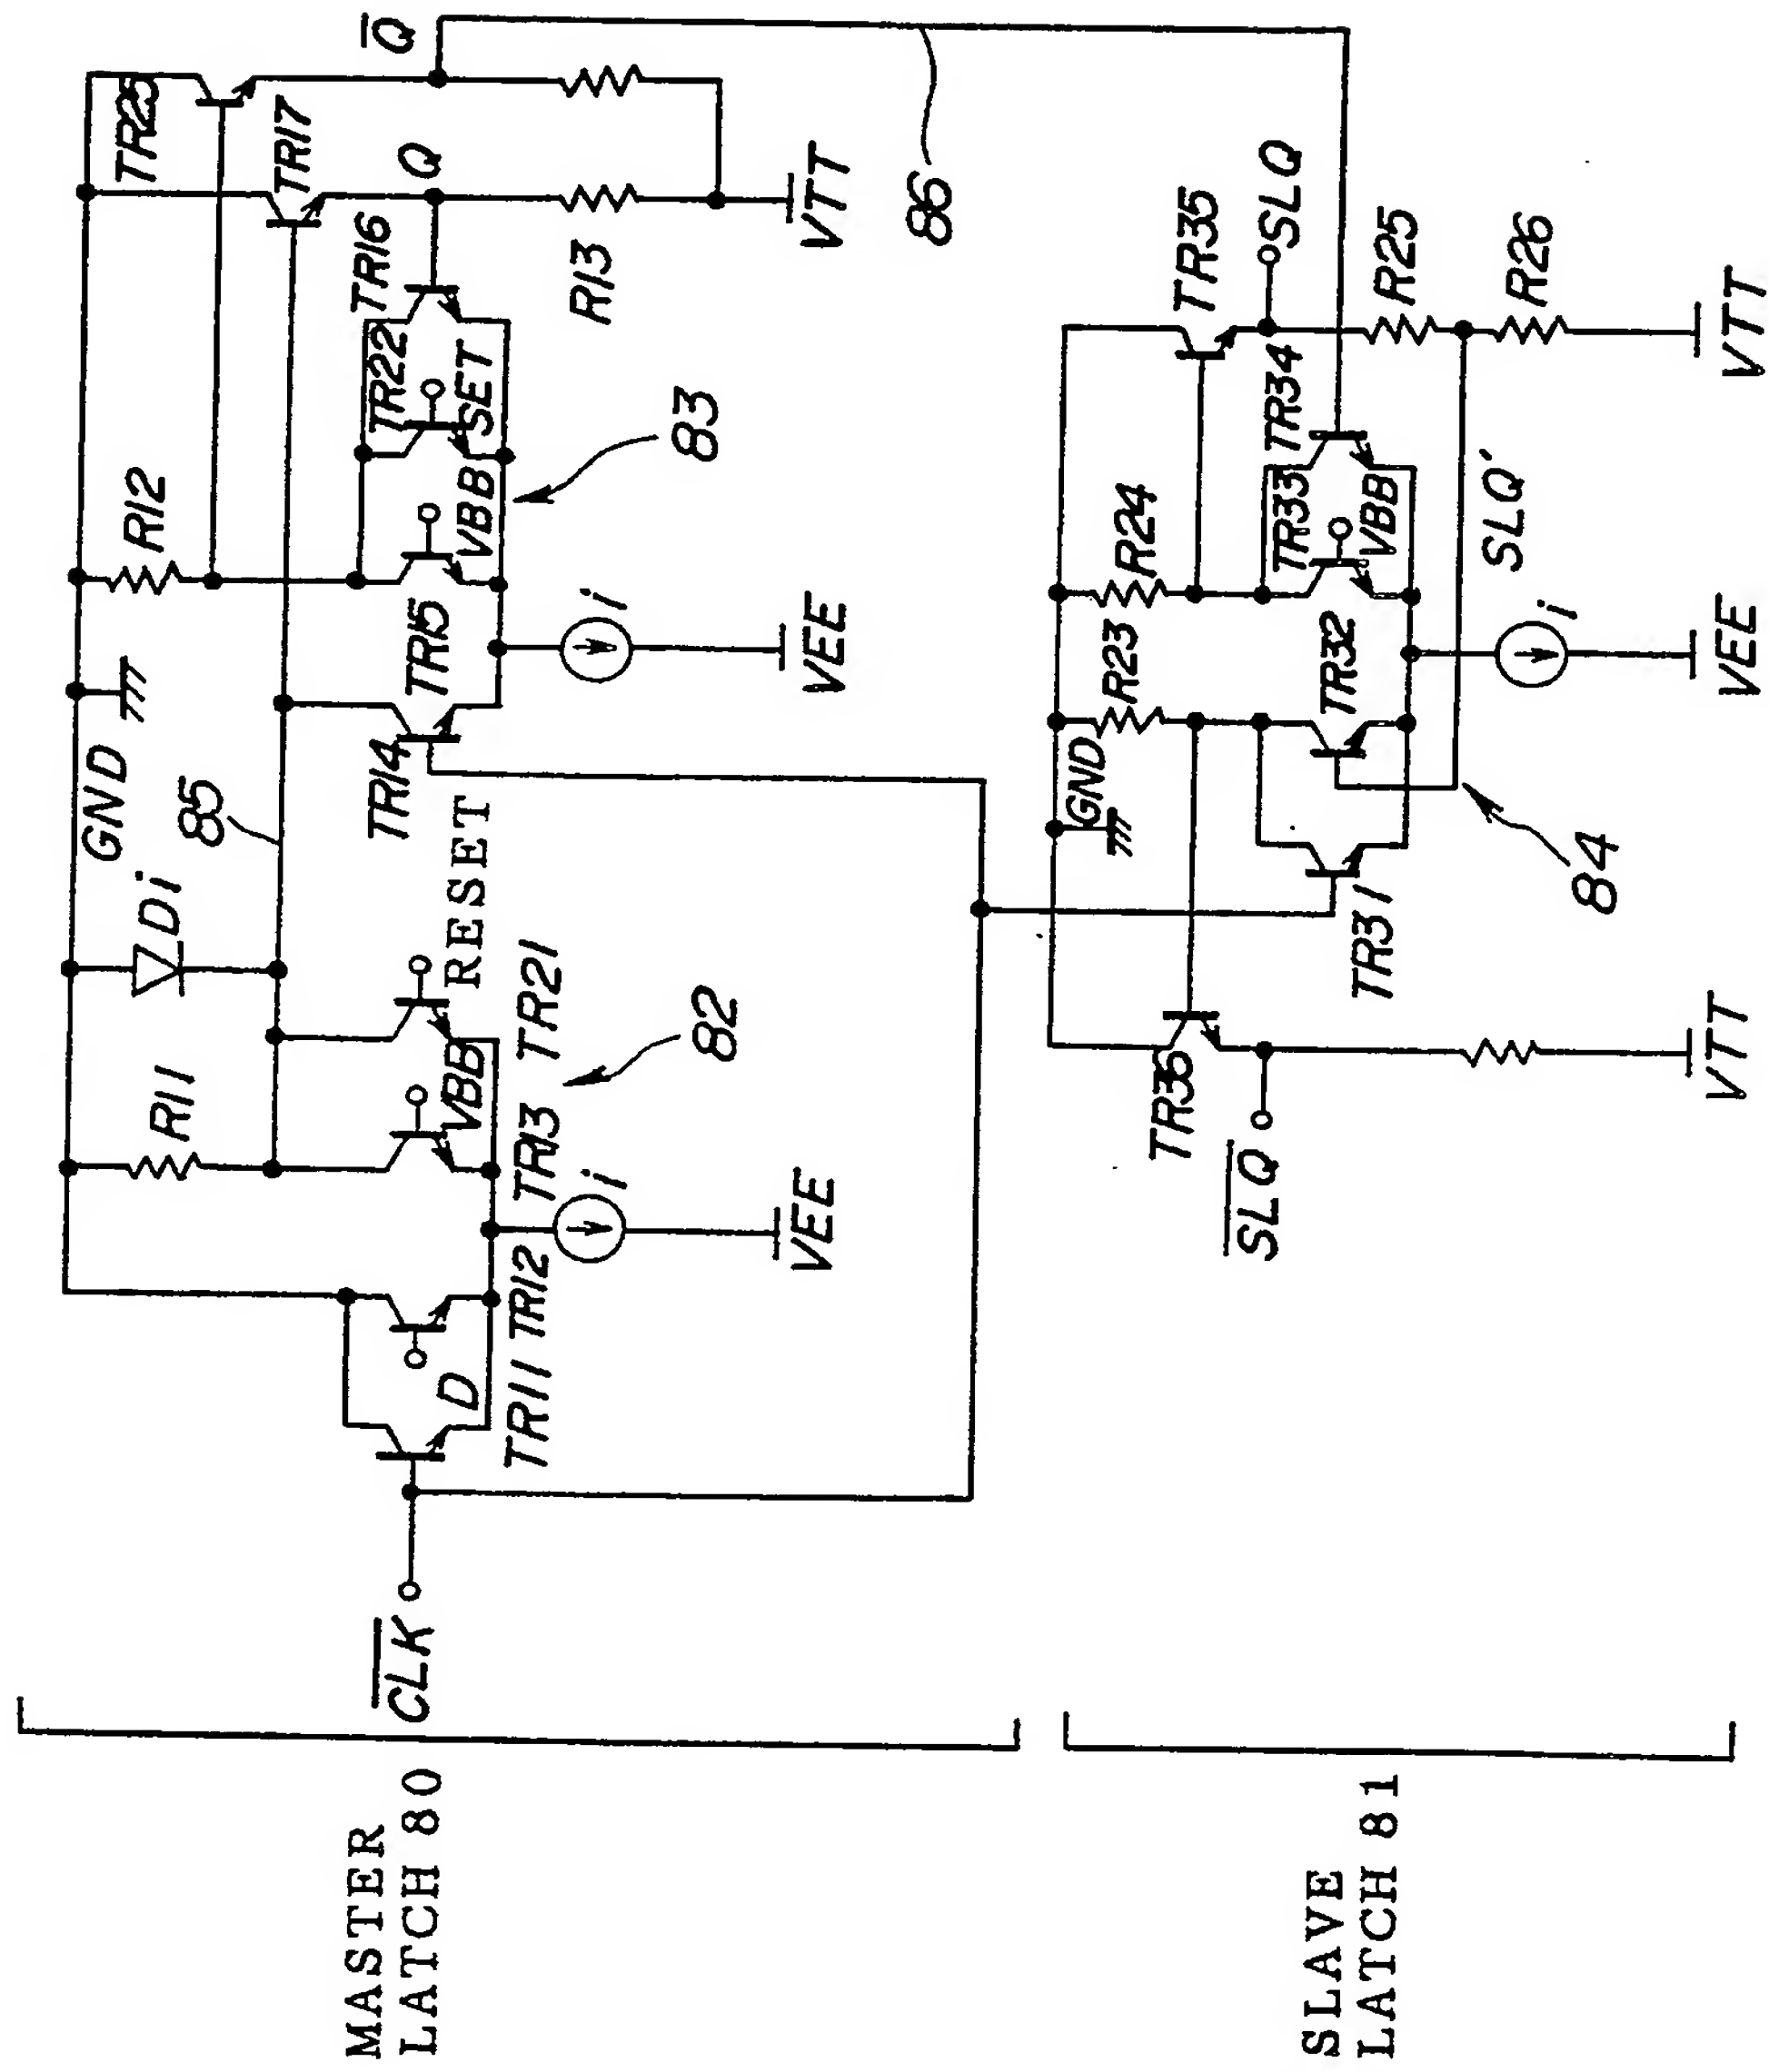 MASTER
LATCH 80
CLK
TR11
D
TR12
R11
TR13
VBB
TR21
RESET
Di
85
GND
82
i
VEE
TR14
TR15
VBB
R12
TR22
SET
TR16
83
i
VEE
TR17
TR23
Q
Q
R13
VTT
86
SLAVE
LATCH 81
SLQ
TR36
VTT
GND
TR31
R23
TR32
R24
TR33
VBB
TR34
84
i
VEE
SLQ'
TR35
SLQ
R25
R26
VTT